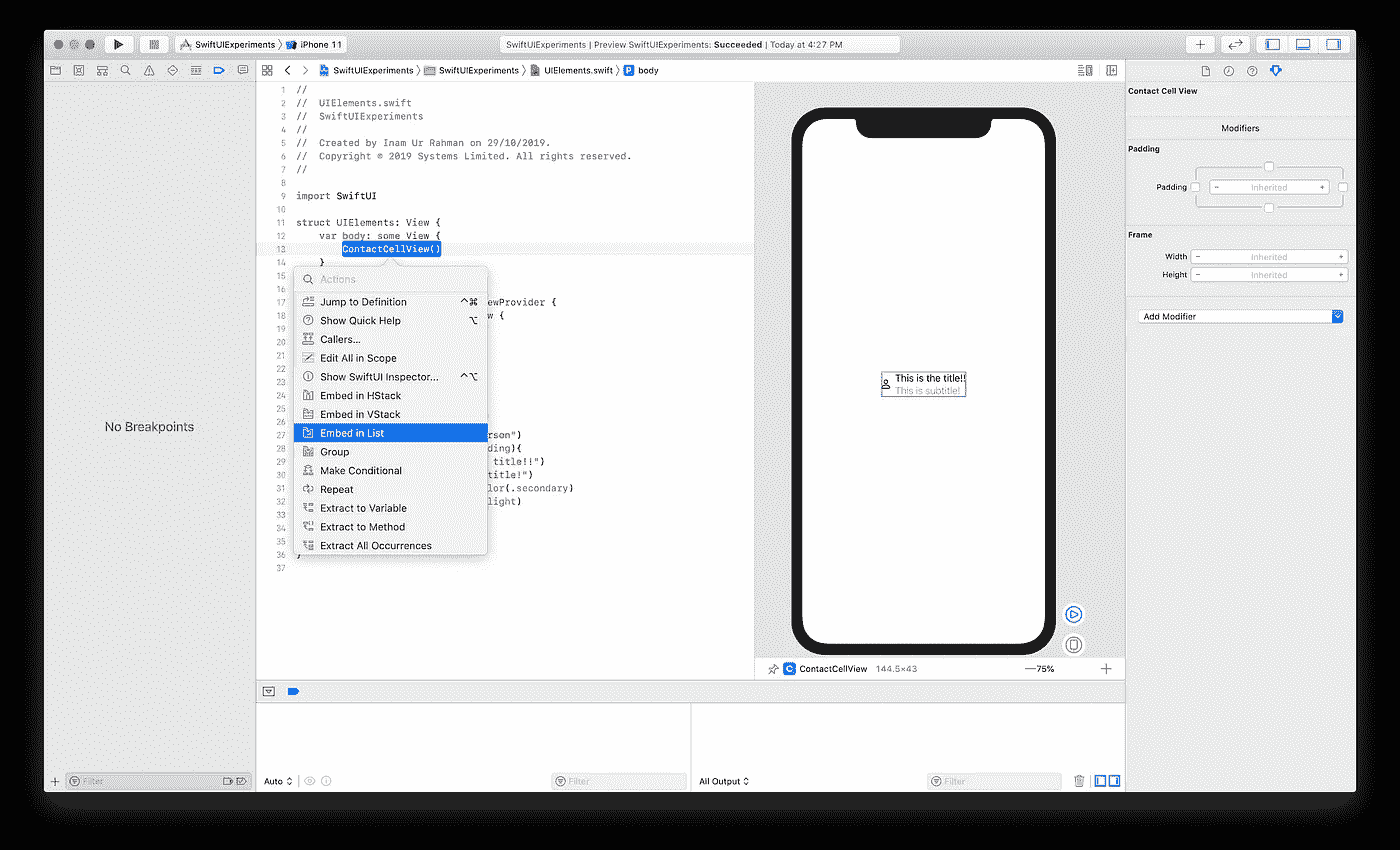 SwiftUIExperiments 〉 iPhone 11
SwiftUIExperiments | Preview SwiftUIExperiments: Succeeded | Today at 4:27 PM
SwiftUIExperiments 〉 SwiftUIExperiments 〉 UIElements.swift 〉 P body
No Breakpoints
Filter
1 //
2 //  UIElements.swift
3 //  SwiftUIExperiments
4 //
5 //  Created by Inam Ur Rahman on 29/10/2019.
6 //  Copyright © 2019 Systems Limited. All rights reserved.
7 //
8
9 import SwiftUI
10
11 struct UIElements: View {
12     var body: some View {
13         ContactCellView()
14     }
15
16
17 ewProvider {
18 w {
19
20
21
22
23
24
25
26
27 rson")
28 ding){
29 title!!")
30 title!")
31 lor(.secondary)
32 light)
33
34
35
36 }
37
Actions
Jump to Definition ^⌘
Show Quick Help ⌥
Callers...
Edit All in Scope
Show SwiftUI Inspector... ^⌥
Embed in HStack
Embed in VStack
Embed in List
Group
Make Conditional
Repeat
Extract to Variable
Extract to Method
Extract All Occurrences
This is the title!!
This is subtitle!
C ContactCellView 144.5×43
— 75% +
Auto
Filter
All Output
Filter
Contact Cell View
Modifiers
Padding
Padding − Inherited +
Frame
Width − Inherited +
Height − Inherited +
Add Modifier